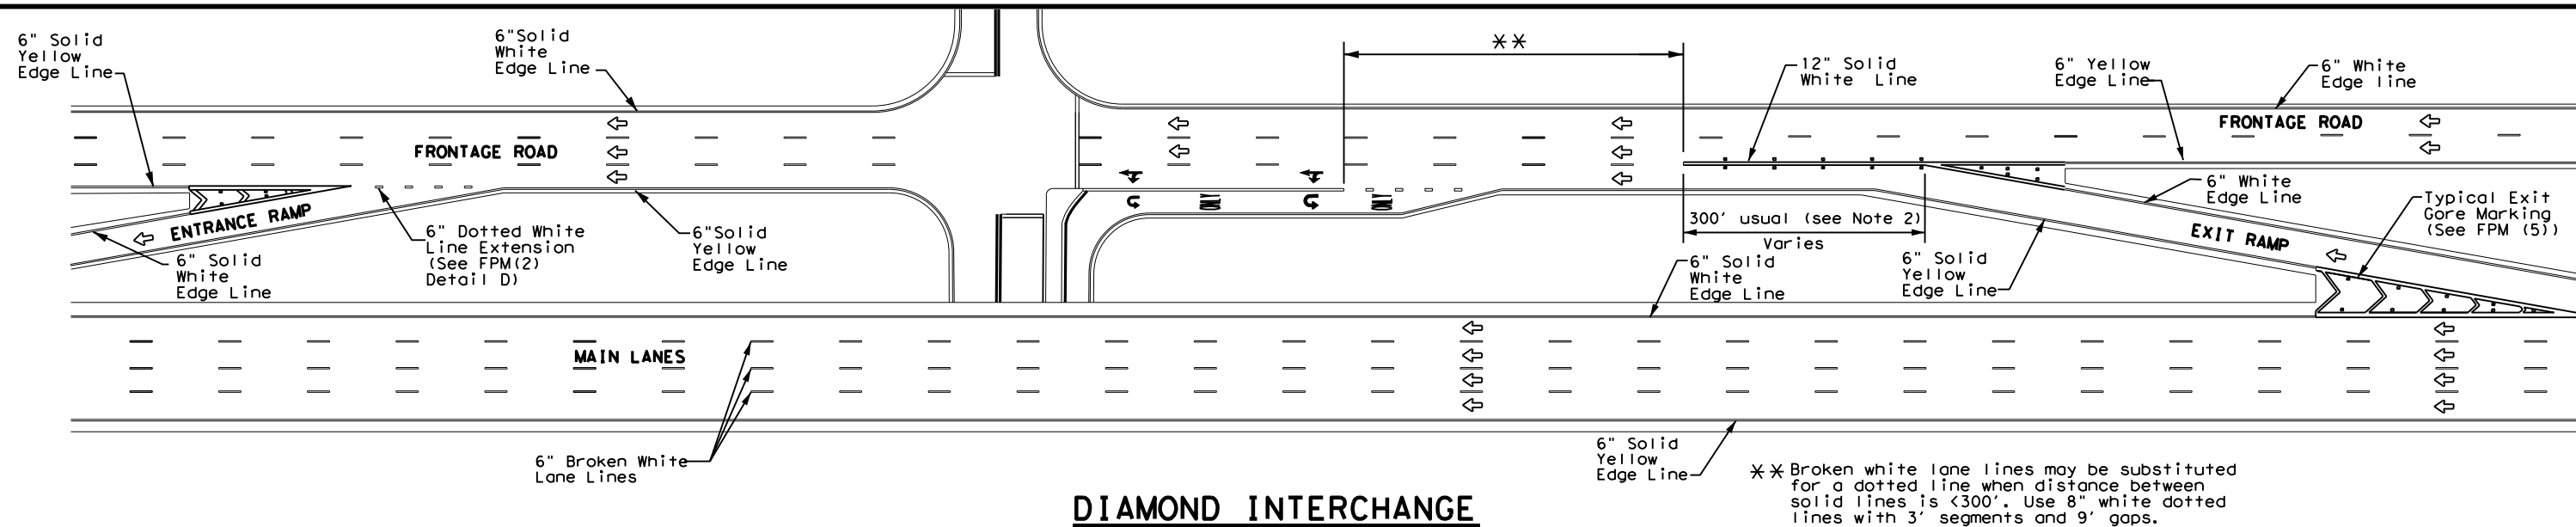 6" Solid
Yellow
Edge Line
6"Solid
White
Edge Line
**
12" Solid
White Line
6" Yellow
Edge Line
6" White
Edge line
FRONTAGE ROAD
FRONTAGE ROAD
ONLY
ONLY
ENTRANCE RAMP
6" Solid
White
Edge Line
6" Dotted White
Line Extension
(See FPM(2)
Detail D)
6"Solid
Yellow
Edge Line
300' usual (see Note 2)
Varies
6" Solid
White
Edge Line
6" Solid
Yellow
Edge Line
6" White
Edge Line
EXIT RAMP
Typical Exit
Gore Marking
(See FPM (5))
MAIN LANES
6" Broken White
Lane Lines
6" Solid
Yellow
Edge Line
** Broken white lane lines may be substituted
for a dotted line when distance between
solid lines is <300'. Use 8" white dotted
lines with 3' segments and 9' gaps.
DIAMOND INTERCHANGE